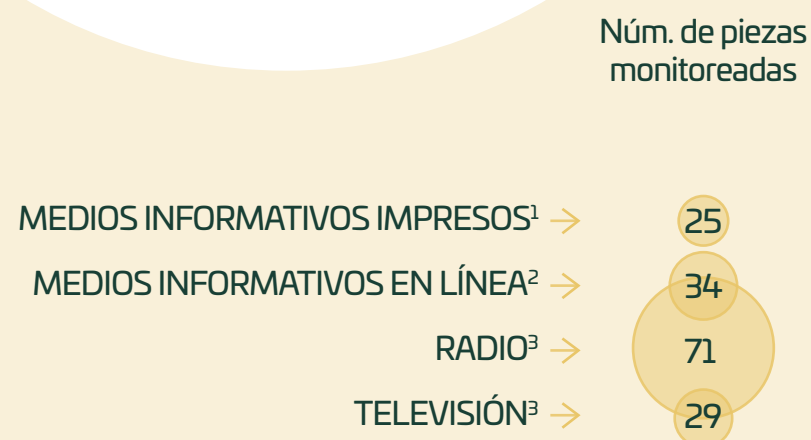 Núm. de piezas
monitoreadas
MEDIOS INFORMATIVOS IMPRESOS¹ → 25
MEDIOS INFORMATIVOS EN LÍNEA² → 34
RADIO³ → 71
TELEVISIÓN³ → 29